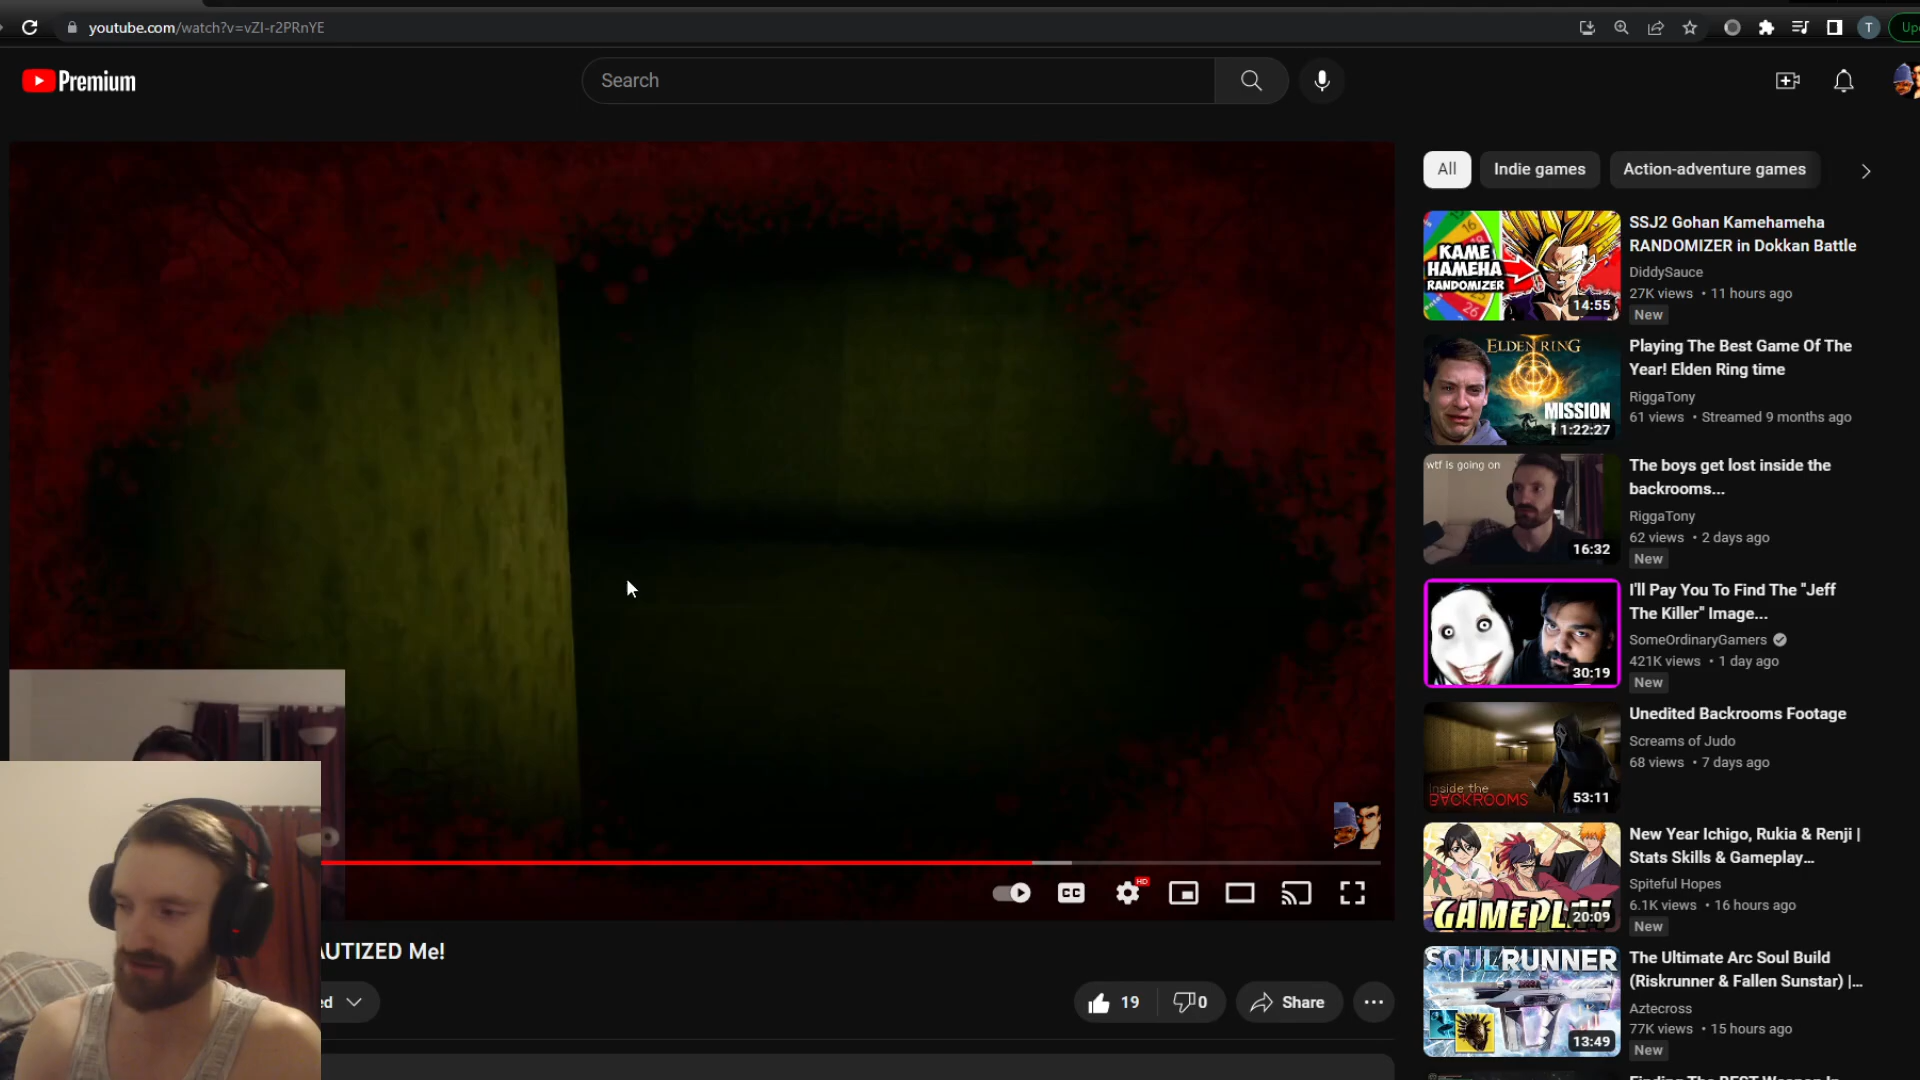 youtube.com/watch?v=vZI-r2PRnYE
T
Premium
Search
All
Indie games
Action-adventure games
KAME
HAMEHA
RANDOMIZER
14:55
SSJ2 Gohan Kamehameha
RANDOMIZER in Dokkan Battle
DiddySauce
27K views • 11 hours ago
New
ELDEN RING
MISSION
1:22:27
Playing The Best Game Of The
Year! Elden Ring time
RiggaTony
61 views • Streamed 9 months ago
wtf is going on
16:32
The boys get lost inside the
backrooms...
RiggaTony
62 views • 2 days ago
New
30:19
I'll Pay You To Find The "Jeff
The Killer" Image...
SomeOrdinaryGamers
421K views • 1 day ago
New
Inside the
BACKROOMS
53:11
Unedited Backrooms Footage
Screams of Judo
68 views • 7 days ago
GAMEPL
20:09
New Year Ichigo, Rukia & Renji |
Stats Skills & Gameplay...
Spiteful Hopes
6.1K views • 16 hours ago
New
SOULRUNNER
13:49
The Ultimate Arc Soul Build
(Riskrunner & Fallen Sunstar) |...
Aztecross
77K views • 15 hours ago
New
CC
HD
AUTIZED Me!
ed
19
0
Share